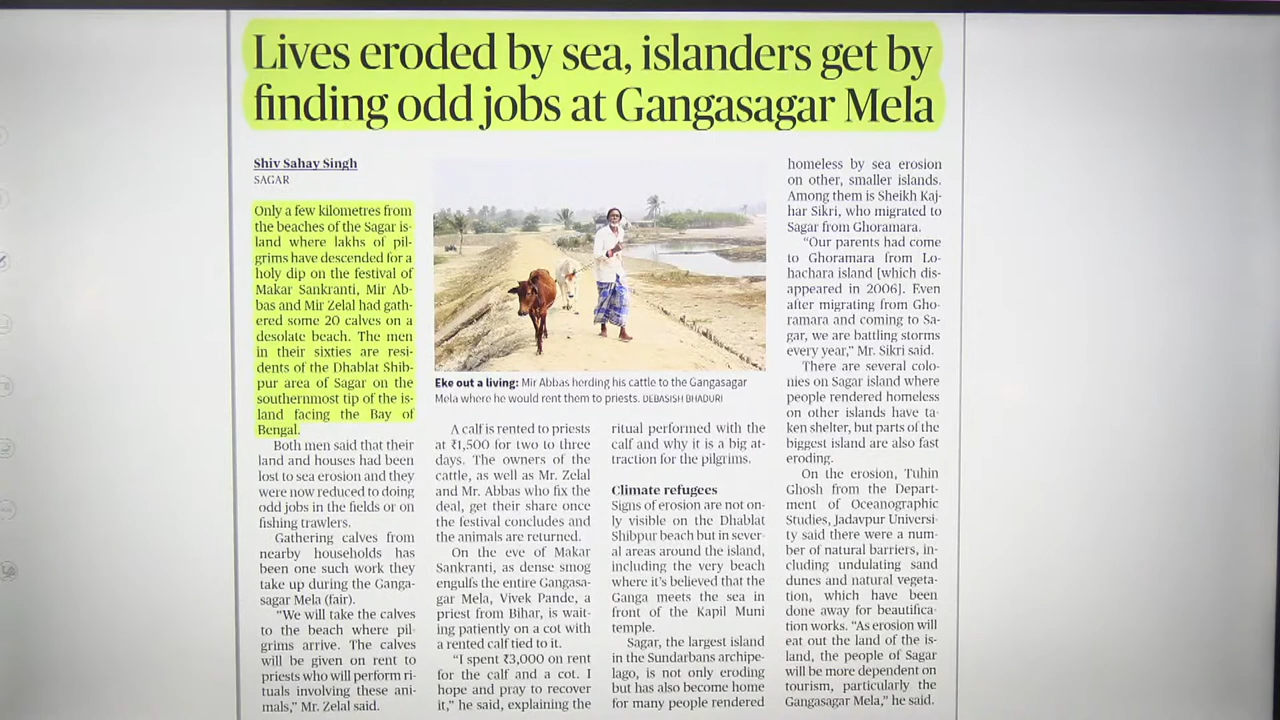 Lives eroded by sea, islanders get by
finding odd jobs at Gangasagar Mela
Shiv Sahay Singh
SAGAR
Only a few kilometres from
the beaches of the Sagar is-
land where lakhs of pil-
grims have descended for a
holy dip on the festival of
Makar Sankranti, Mir Ab-
bas and Mir Zelal had gath-
ered some 20 calves on a
desolate beach. The men
in their sixties are resi-
dents of the Dhablat Shib-
pur area of Sagar on the
southernmost tip of the is-
land facing the Bay of
Bengal.
Both men said that their
land and houses had been
lost to sea erosion and they
were now reduced to doing
odd jobs in the fields or on
fishing trawlers.
Gathering calves from
nearby households has
been one such work they
take up during the Ganga-
sagar Mela (fair).
"We will take the calves
to the beach where pil-
grims arrive. The calves
will be given on rent to
priests who will perform ri-
tuals involving these ani-
mals," Mr. Zelal said.
Eke out a living: Mir Abbas herding his cattle to the Gangasagar
Mela where he would rent them to priests. DEBASISH BHADURI
A calf is rented to priests
at ₹1,500 for two to three
days. The owners of the
cattle, as well as Mr. Zelal
and Mr. Abbas who fix the
deal, get their share once
the festival concludes and
the animals are returned.
On the eve of Makar
Sankranti, as dense smog
engulfs the entire Gangasa-
gar Mela, Vivek Pande, a
priest from Bihar, is wait-
ing patiently on a cot with
a rented calf tied to it.
"I spent ₹3,000 on rent
for the calf and a cot. I
hope and pray to recover
it," he said, explaining the
ritual performed with the
calf and why it is a big at-
traction for the pilgrims.
Climate refugees
Signs of erosion are not on-
ly visible on the Dhablat
Shibpur beach but in sever-
al areas around the island,
including the very beach
where it's believed that the
Ganga meets the sea in
front of the Kapil Muni
temple.
Sagar, the largest island
in the Sundarbans archipe-
lago, is not only eroding
but has also become home
for many people rendered
homeless by sea erosion
on other, smaller islands.
Among them is Sheikh Kaj-
har Sikri, who migrated to
Sagar from Ghoramara.
"Our parents had come
to Ghoramara from Lo-
hachara island [which dis-
appeared in 2006]. Even
after migrating from Gho-
ramara and coming to Sa-
gar, we are battling storms
every year," Mr. Sikri said.
There are several colo-
nies on Sagar island where
people rendered homeless
on other islands have ta-
ken shelter, but parts of the
biggest island are also fast
eroding.
On the erosion, Tuhin
Ghosh from the Depart-
ment of Oceanographic
Studies, Jadavpur Universi-
ty said there were a num-
ber of natural barriers, in-
cluding undulating sand
dunes and natural vegeta-
tion, which have been
done away for beautifica-
tion works. "As erosion will
eat out the land of the is-
land, the people of Sagar
will be more dependent on
tourism, particularly the
Gangasagar Mela," he said.